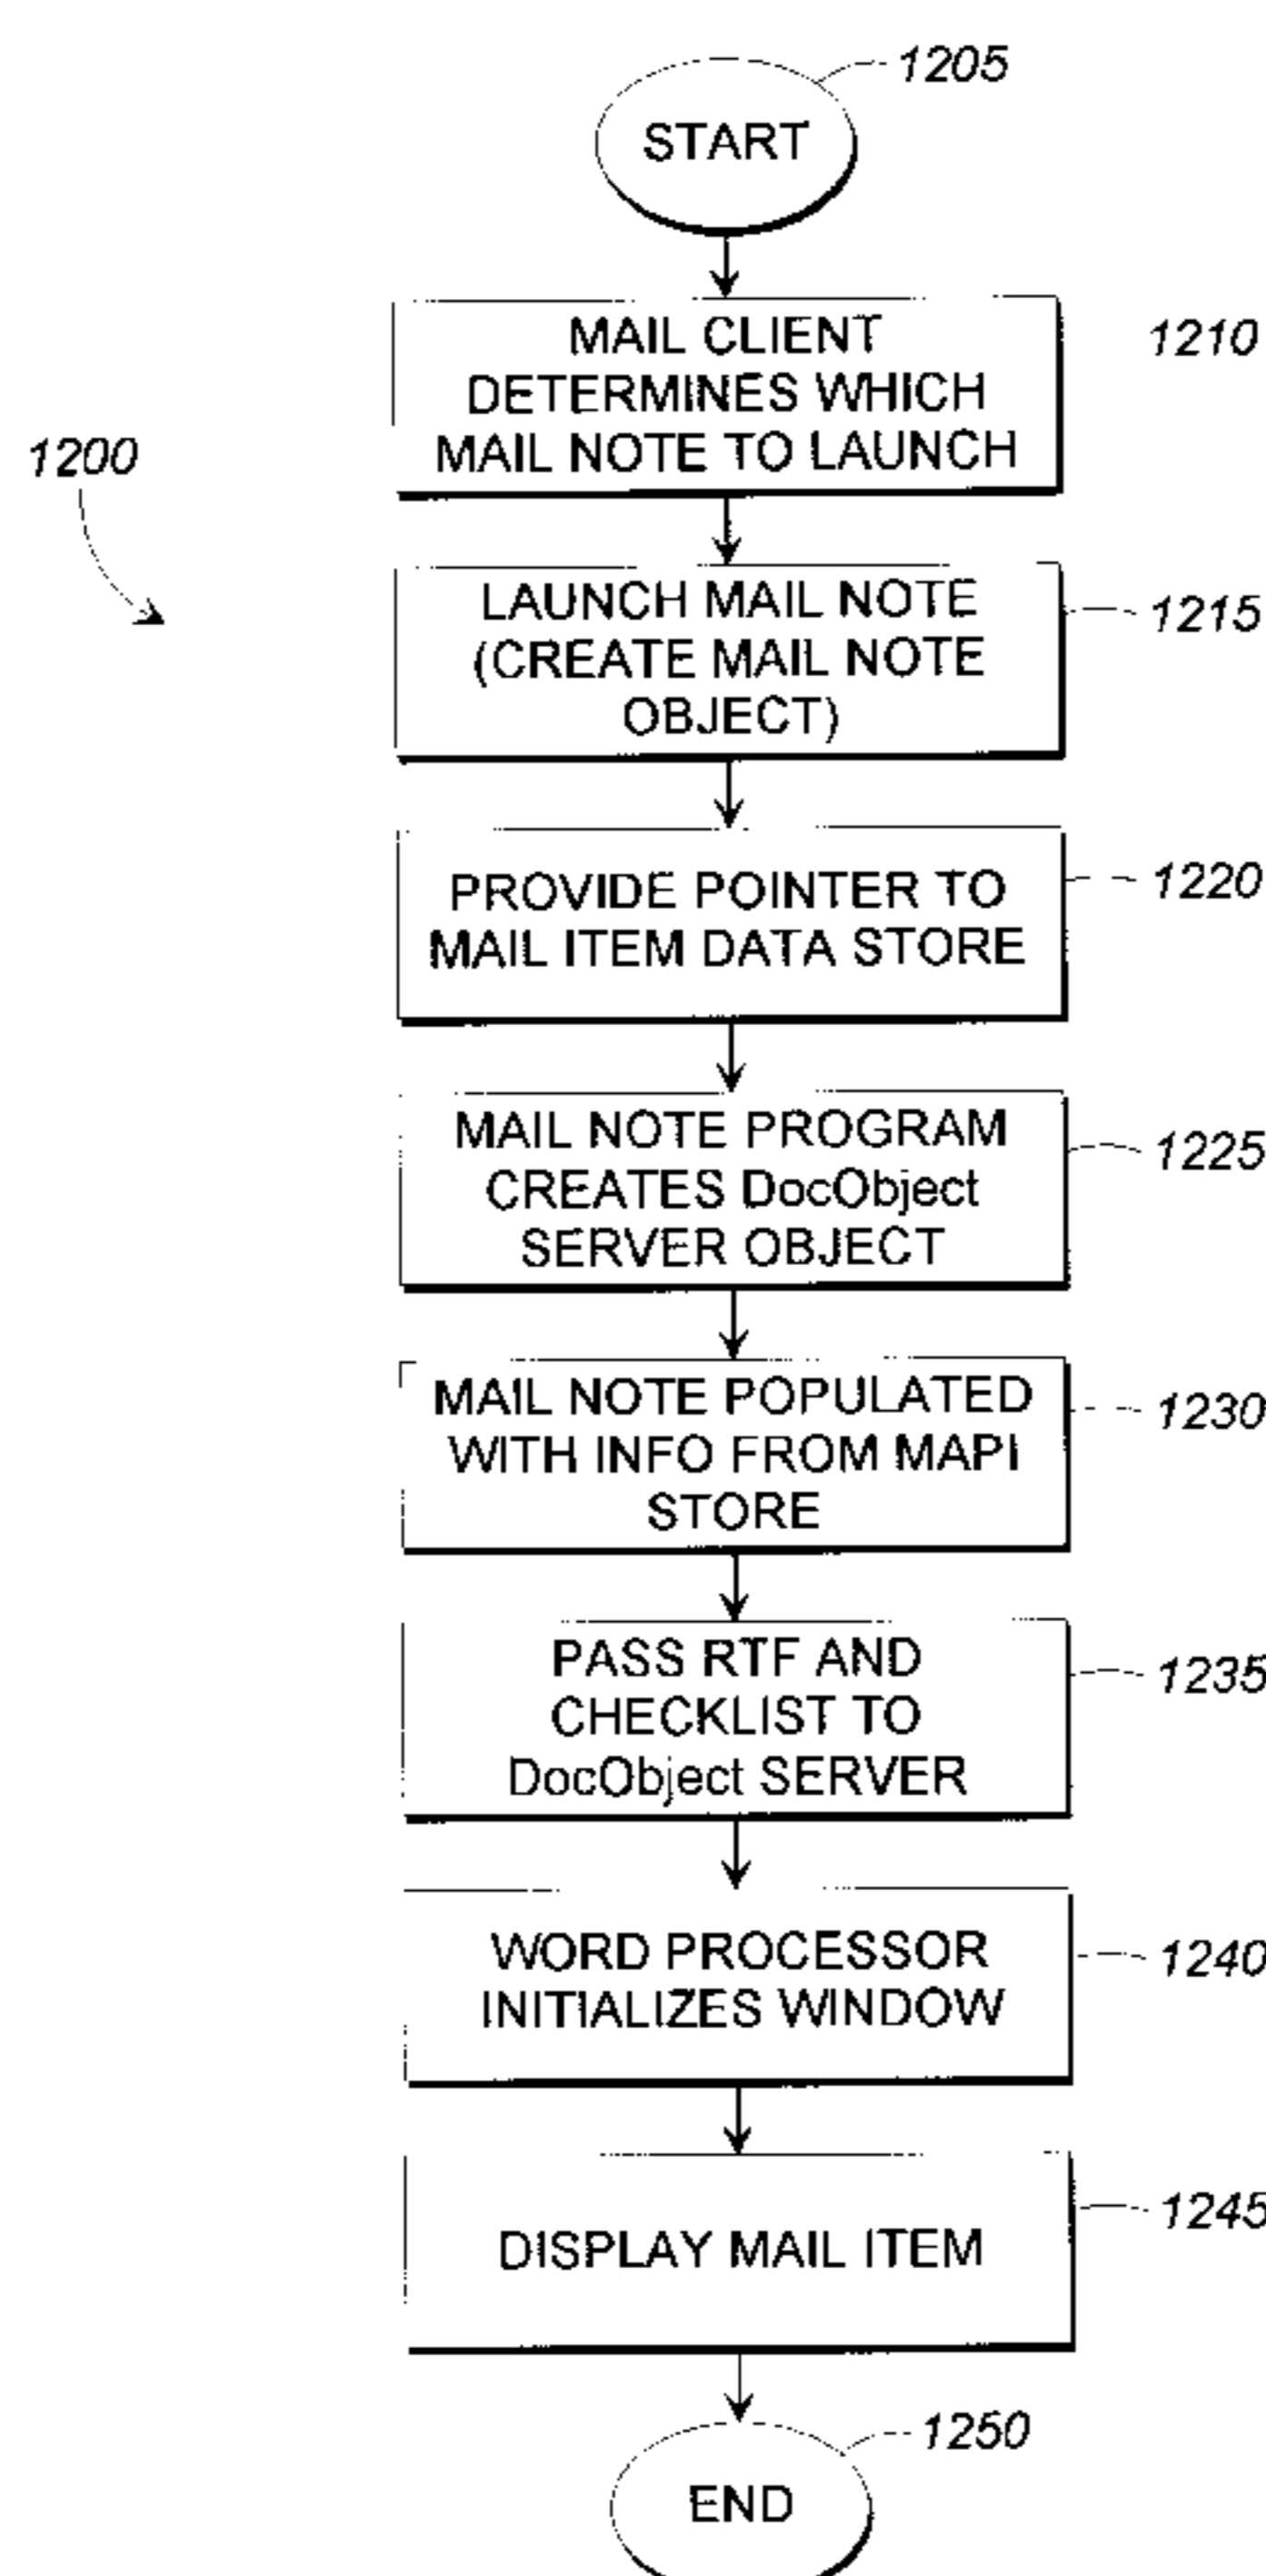 1205
START
1210
MAIL CLIENT
DETERMINES WHICH
MAIL NOTE TO LAUNCH
1200
1215
LAUNCH MAIL NOTE
(CREATE MAIL NOTE
OBJECT)
1220
PROVIDE POINTER TO
MAIL ITEM DATA STORE
1225
MAIL NOTE PROGRAM
CREATES DocObject
SERVER OBJECT
1230
MAIL NOTE POPULATED
WITH INFO FROM MAPI
STORE
1235
PASS RTF AND
CHECKLIST TO
DocObject SERVER
1240
WORD PROCESSOR
INITIALIZES WINDOW
1245
DISPLAY MAIL ITEM
1250
END